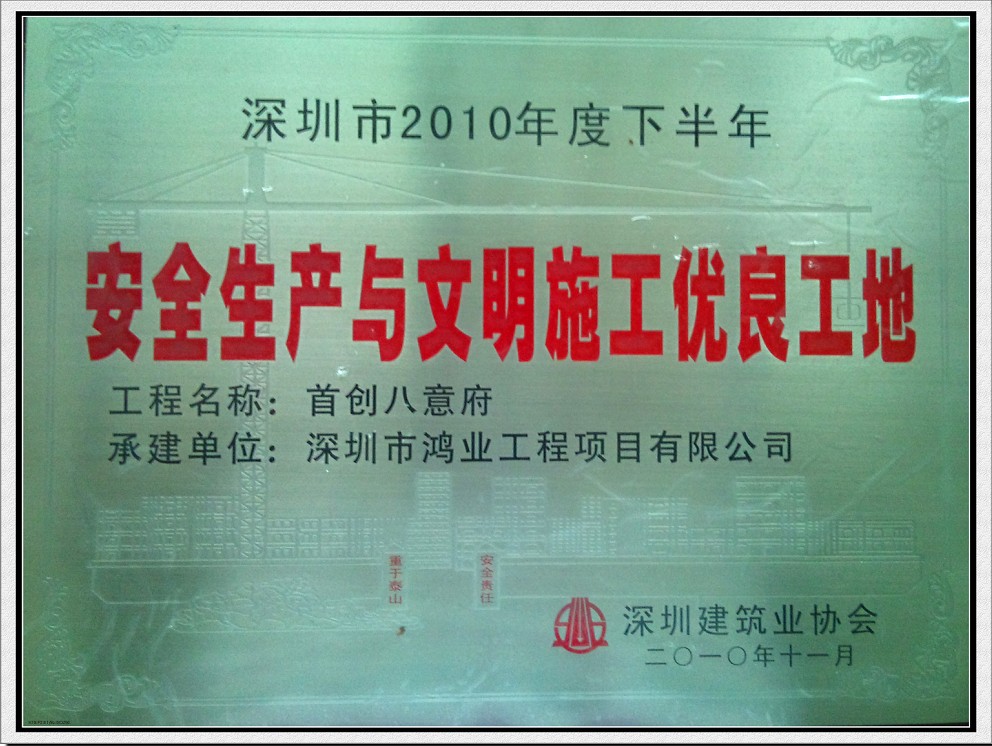 深圳市2010年度下半年
安全生产与文明施工优良工地
工程名称：首创八意府
承建单位：深圳市鸿业工程项目有限公司
重于泰山
安全责任
深圳建筑业协会
二〇一〇年十一月